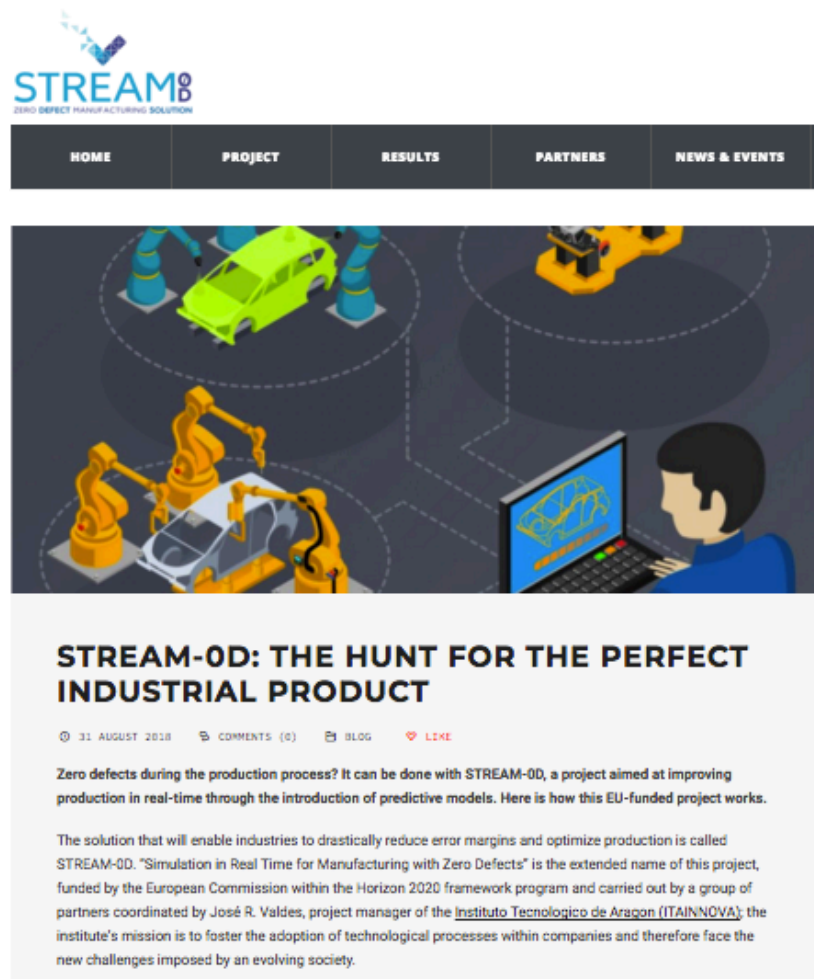 STREAM0D
ZERO DEFECT MANUFACTURING SOLUTION
HOME PROJECT RESULTS PARTNERS NEWS & EVENTS
STREAM-0D: THE HUNT FOR THE PERFECT
INDUSTRIAL PRODUCT
31 AUGUST 2018 COMMENTS (0) BLOG LIKE
Zero defects during the production process? It can be done with STREAM-0D, a project aimed at improving
production in real-time through the introduction of predictive models. Here is how this EU-funded project works.
The solution that will enable industries to drastically reduce error margins and optimize production is called
STREAM-0D. "Simulation in Real Time for Manufacturing with Zero Defects" is the extended name of this project,
funded by the European Commission within the Horizon 2020 framework program and carried out by a group of
partners coordinated by José R. Valdes, project manager of the Instituto Tecnologico de Aragon (ITAINNOVA); the
institute's mission is to foster the adoption of technological processes within companies and therefore face the
new challenges imposed by an evolving society.